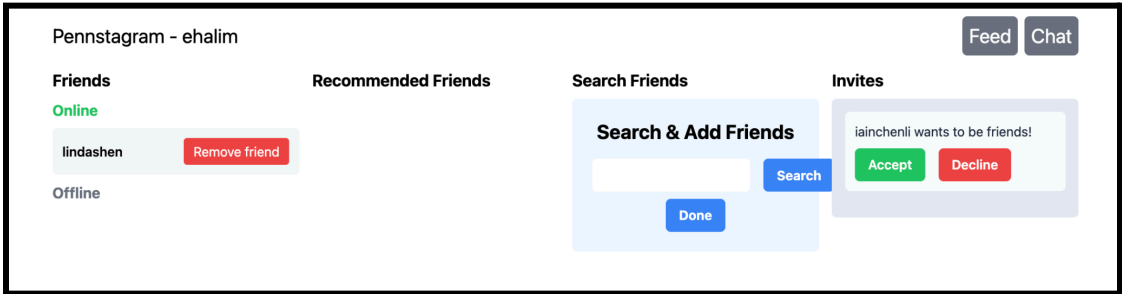 Pennstagram - ehalim
Feed
Chat
Friends
Online
lindashen
Remove friend
Offline
Recommended Friends
Search Friends
Search & Add Friends
Search
Done
Invites
iainchenli wants to be friends!
Accept
Decline